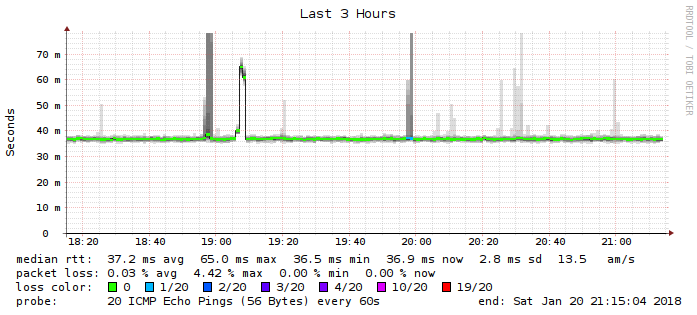 Last 3 Hours
RRDTOOL / TOBI OETIKER
Seconds
70 m
60 m
50 m
40 m
30 m
20 m
10 m
0
18:20 18:40 19:00 19:20 19:40 20:00 20:20 20:40 21:00
median rtt: 37.2 ms avg 65.0 ms max 36.5 ms min 36.9 ms now 2.8 ms sd 13.5 am/s
packet loss: 0.03 % avg 4.42 % max 0.00 % min 0.00 % now
loss color: 0 1/20 2/20 3/20 4/20 10/20 19/20
probe: 20 ICMP Echo Pings (56 Bytes) every 60s end: Sat Jan 20 21:15:04 2018